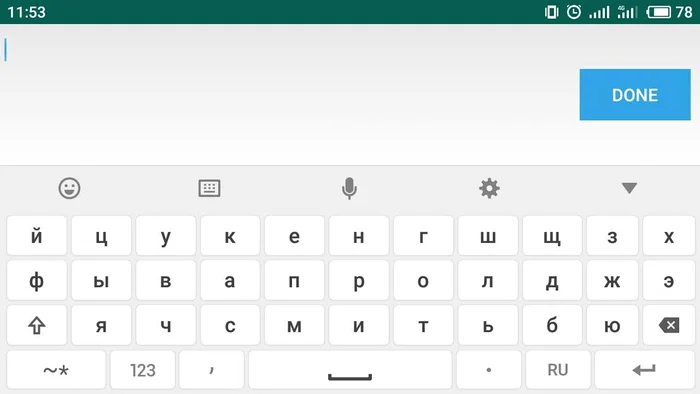 11:53 4G 78
DONE
й ц у к е н г ш щ з х
ф ы в а п р о л д ж э
я ч с м и т ь б ю
~* 123 , . RU